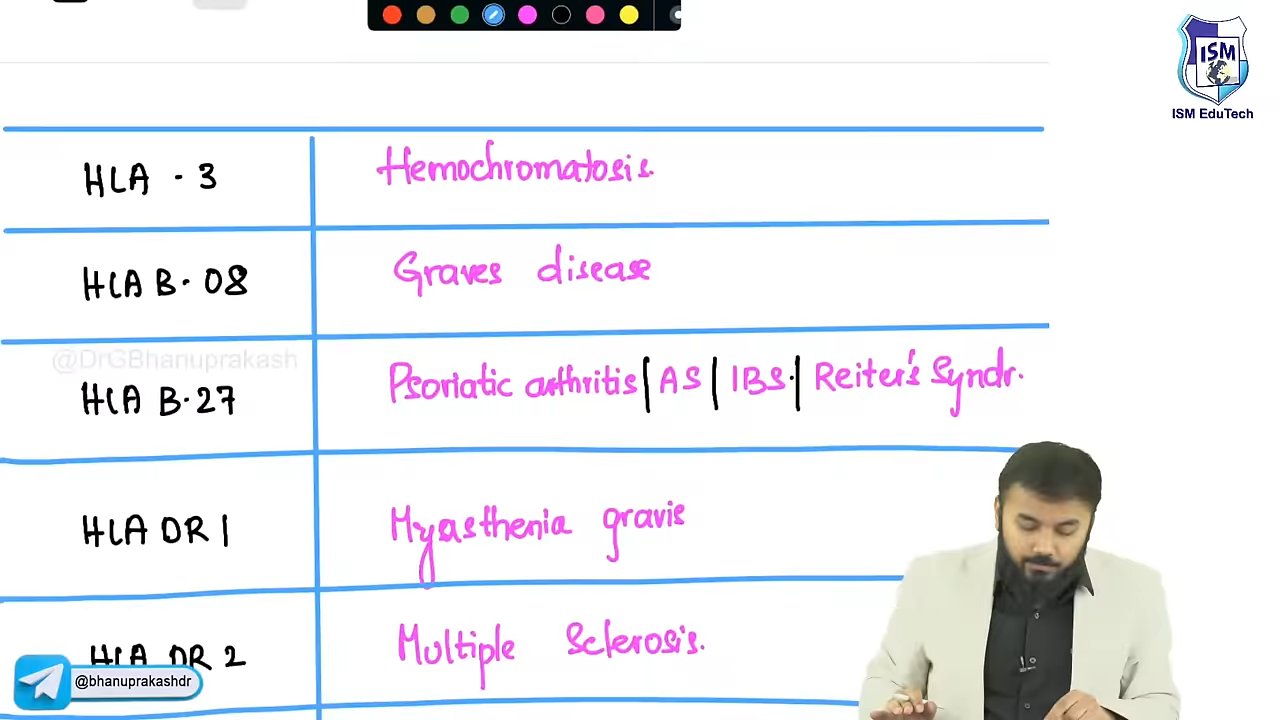 ISM
ISM EduTech
HLA - 3 Hemochromatosis.
HLA B. 08 Graves disease
@DrGBhanuprakash
HLA B. 27 Psoriatic arthritis | AS | IBS. | Reiter's Syndr.
HLA DR 1 Myasthenia gravis
HLA DR 2 Multiple Sclerosis.
@bhanuprakashdr